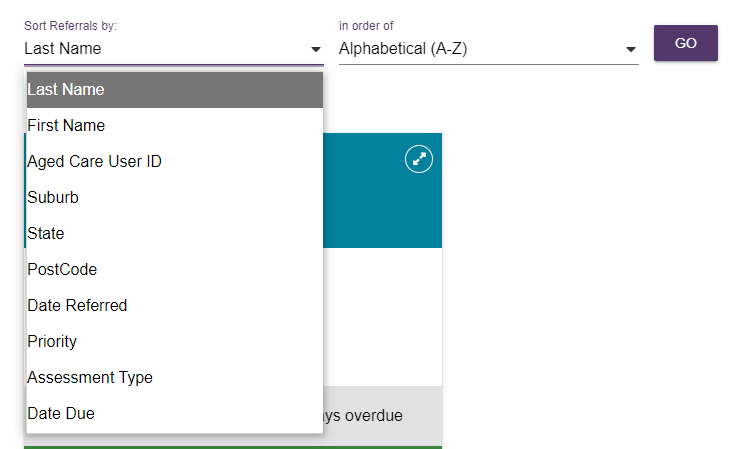 Sort Referrals by:
in order of
Last Name
Alphabetical (A-Z)
GO
Last Name
First Name
Aged Care User ID
Suburb
State
PostCode
Date Referred
Priority
Assessment Type
Date Due
overdue